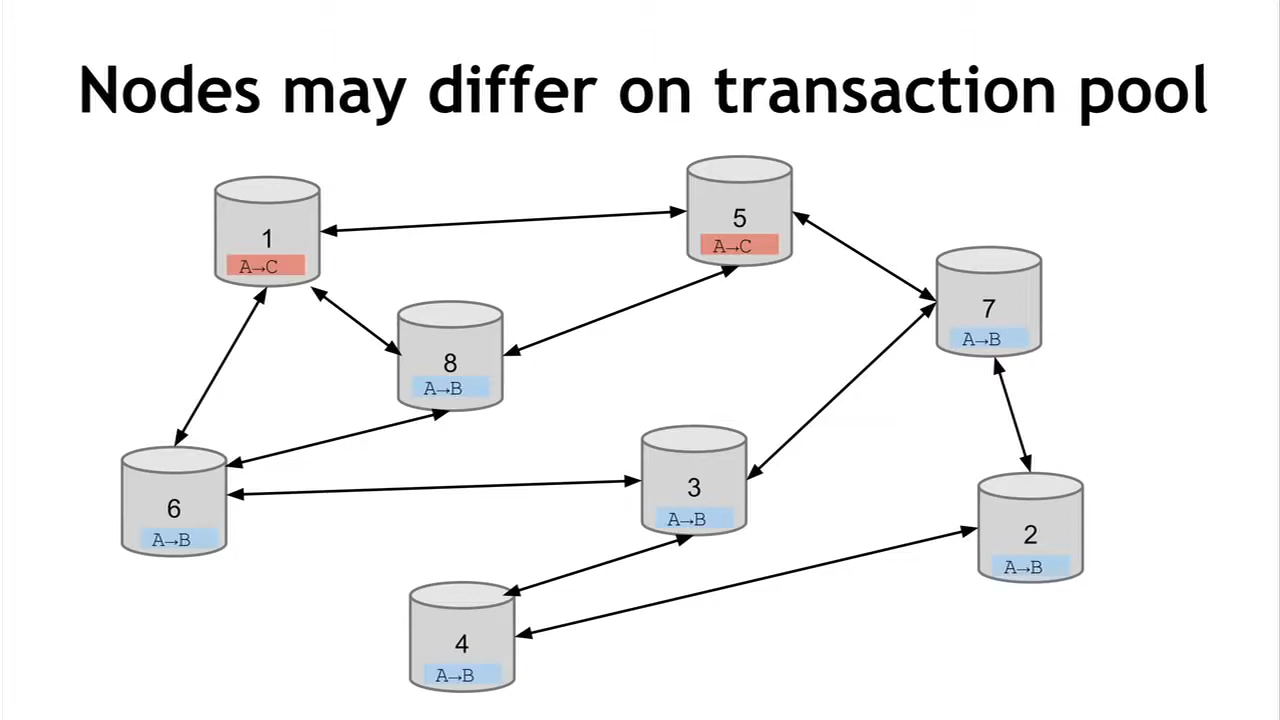 Nodes may differ on transaction pool
1
A→C
5
A→C
7
A→B
8
A→B
6
A→B
3
A→B
2
A→B
4
A→B